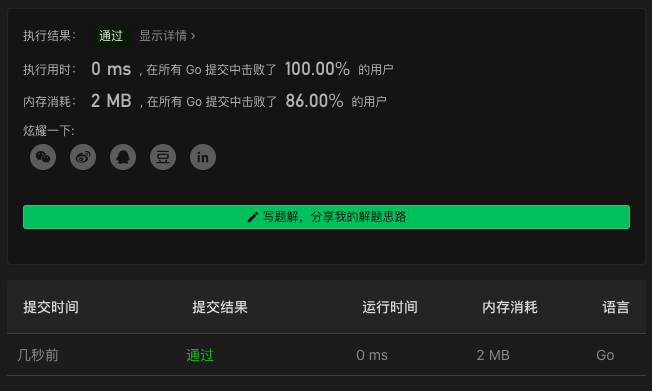 执行结果： 通过 显示详情 ›
执行用时： 0 ms , 在所有 Go 提交中击败了 100.00% 的用户
内存消耗： 2 MB , 在所有 Go 提交中击败了 86.00% 的用户
炫耀一下:
豆 in
写题解，分享我的解题思路
提交时间 提交结果 运行时间 内存消耗 语言
几秒前 通过 0 ms 2 MB Go